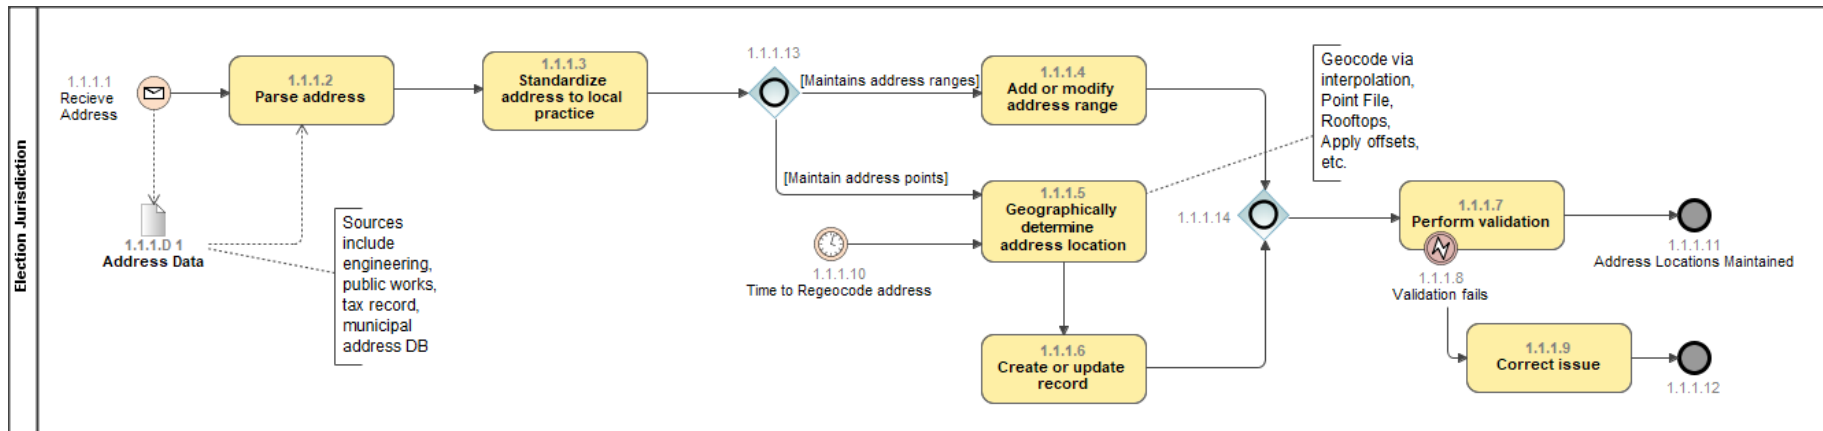 Election Jurisdiction
1.1.1.1
Recieve
Address
1.1.1.2
Parse address
1.1.1.3
Standardize
address to local
practice
1.1.1.13
[Maintains address ranges]
1.1.1.4
Add or modify
address range
Geocode via
interpolation,
Point File,
Rooftops,
Apply offsets,
etc.
[Maintain address points]
1.1.1.5
Geographically
determine
address location
1.1.1.14
1.1.1.7
Perform validation
1.1.1.11
Address Locations Maintained
1.1.1.D 1
Address Data
Sources
include
engineering,
public works,
tax record,
municipal
address DB
1.1.1.10
Time to Regeocode address
1.1.1.8
Validation fails
1.1.1.6
Create or update
record
1.1.1.9
Correct issue
1.1.1.12